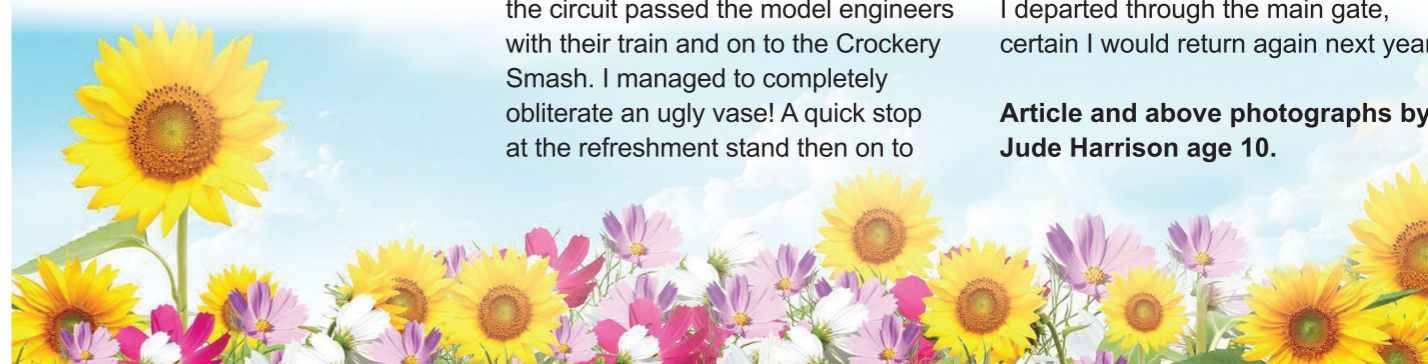 the circuit passed the model engineers
with their train and on to the Crockery
Smash. I managed to completely
obliterate an ugly vase! A quick stop
at the refreshment stand then on to
I departed through the main gate,
certain I would return again next year
Article and above photographs by
Jude Harrison age 10.